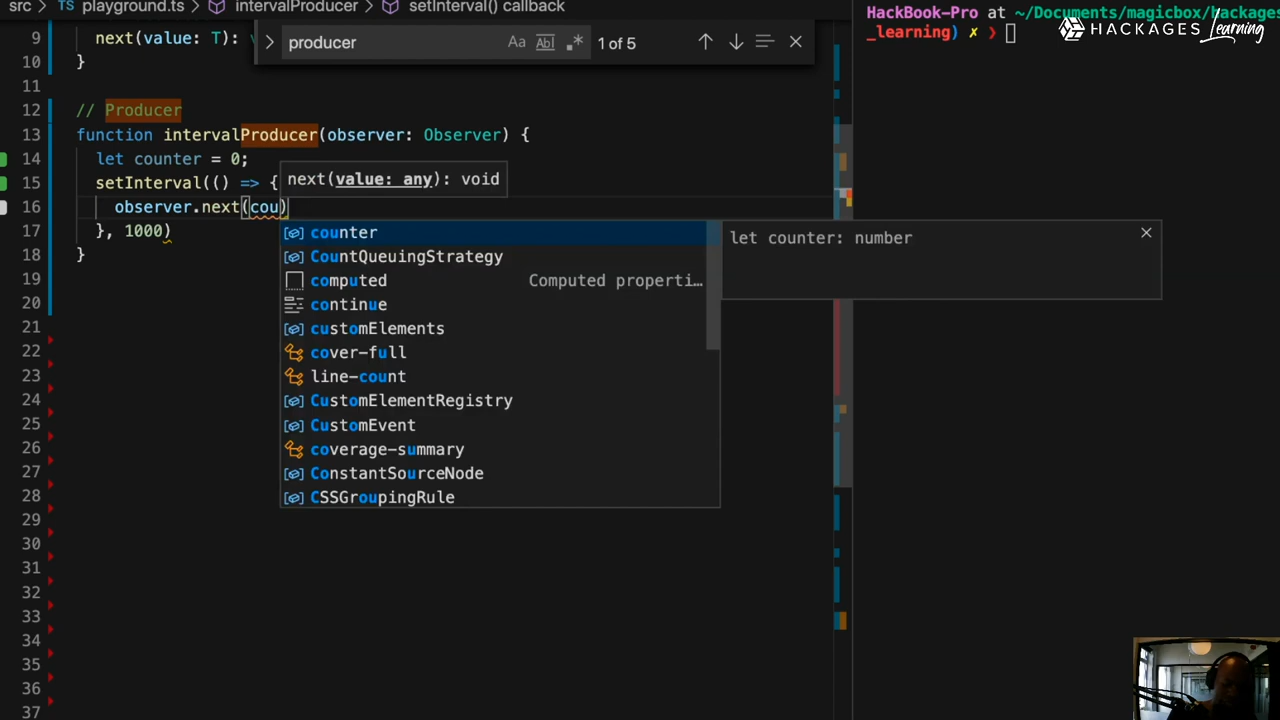 src > TS playground.ts > intervalProducer > setInterval() callback
9 next(value: T):
10 }
11
12 // Producer
13 function intervalProducer(observer: Observer) {
14 let counter = 0;
15 setInterval(() => {
16 observer.next(cou)
17 }, 1000)
18 }
19
20
21
22
23
24
25
26
27
28
29
30
31
32
33
34
35
36
37
producer Aa Abl .* 1 of 5
next(value: any): void
counter
CountQueuingStrategy
computed Computed properti…
continue
customElements
cover-full
line-count
CustomElementRegistry
CustomEvent
coverage-summary
ConstantSourceNode
CSSGroupingRule
let counter: number
HackBook-Pro at ~/Documents/magicbox/hackages
_learning) ✗ ❯
HACKAGES Learning